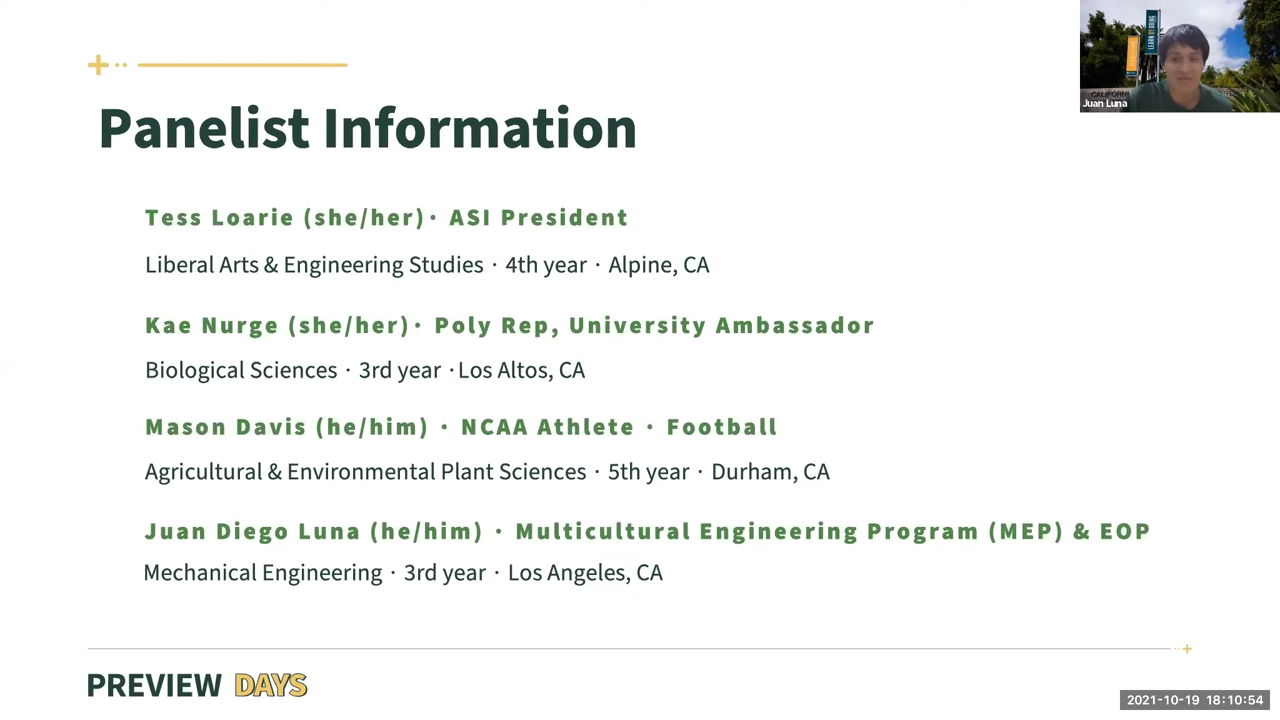 Panelist Information
Tess Loarie (she/her)· ASI President
Liberal Arts & Engineering Studies · 4th year · Alpine, CA
Kae Nurge (she/her)· Poly Rep, University Ambassador
Biological Sciences · 3rd year ·Los Altos, CA
Mason Davis (he/him) · NCAA Athlete · Football
Agricultural & Environmental Plant Sciences · 5th year · Durham, CA
Juan Diego Luna (he/him) · Multicultural Engineering Program (MEP) & EOP
Mechanical Engineering · 3rd year · Los Angeles, CA
PREVIEW DAYS
LEARN BY DOING
Juan Luna
2021-10-19 18:10:54